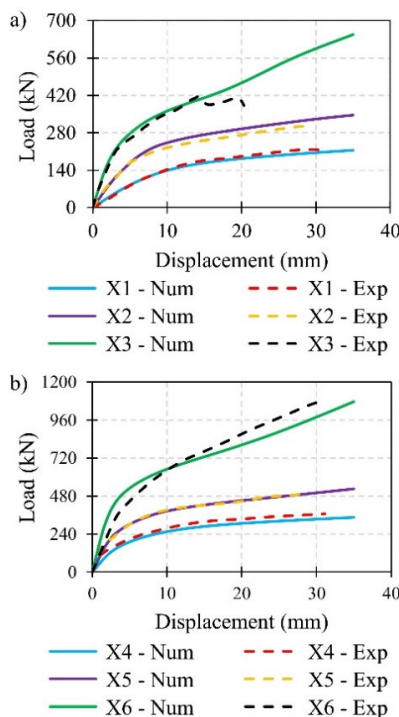 a)
700
560
420
280
140
0
Load (kN)
0 10 20 30 40
Displacement (mm)
X1 - Num X1 - Exp
X2 - Num X2 - Exp
X3 - Num X3 - Exp
b)
1200
960
720
480
240
0
Load (kN)
0 10 20 30 40
Displacement (mm)
X4 - Num X4 - Exp
X5 - Num X5 - Exp
X6 - Num X6 - Exp